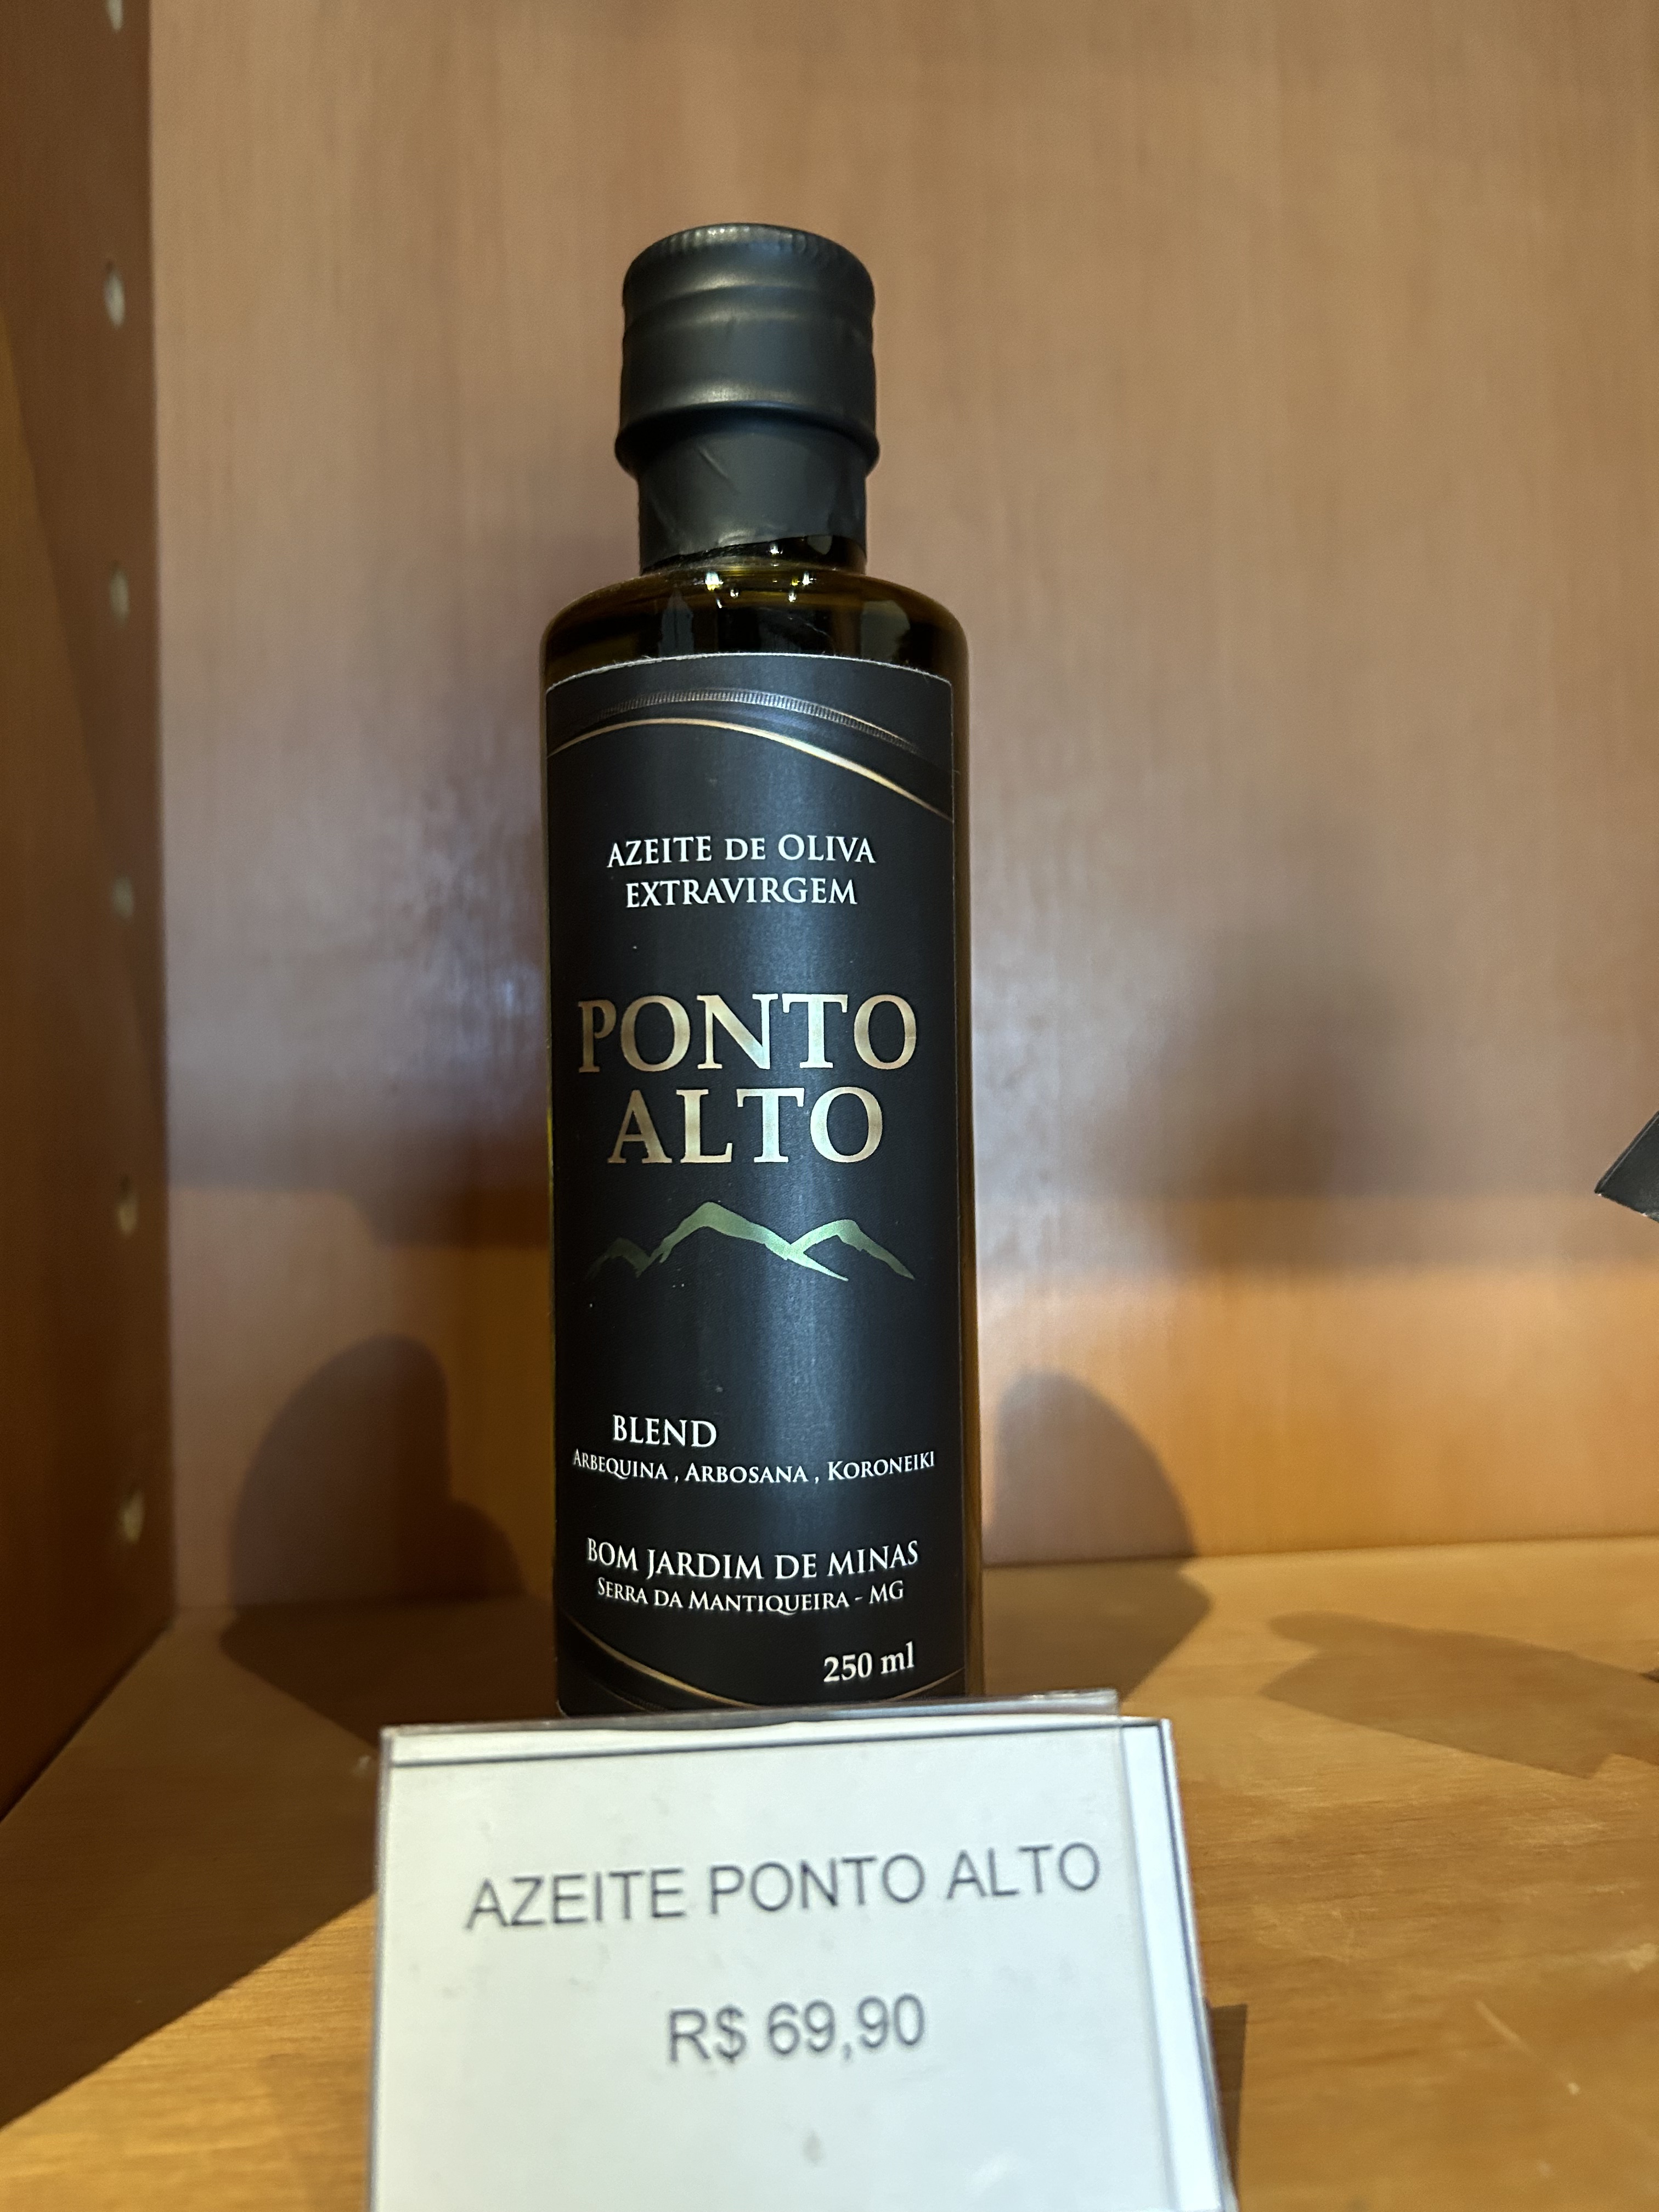 AZEITE DE OLIVA
EXTRAVIRGEM
PONTO
ALTO
BLEND
ARBEQUINA , ARBOSANA , KORONEIKI
BOM JARDIM DE MINAS
SERRA DA MANTIQUEIRA - MG
250 ml
AZEITE PONTO ALTO
R$ 69,90